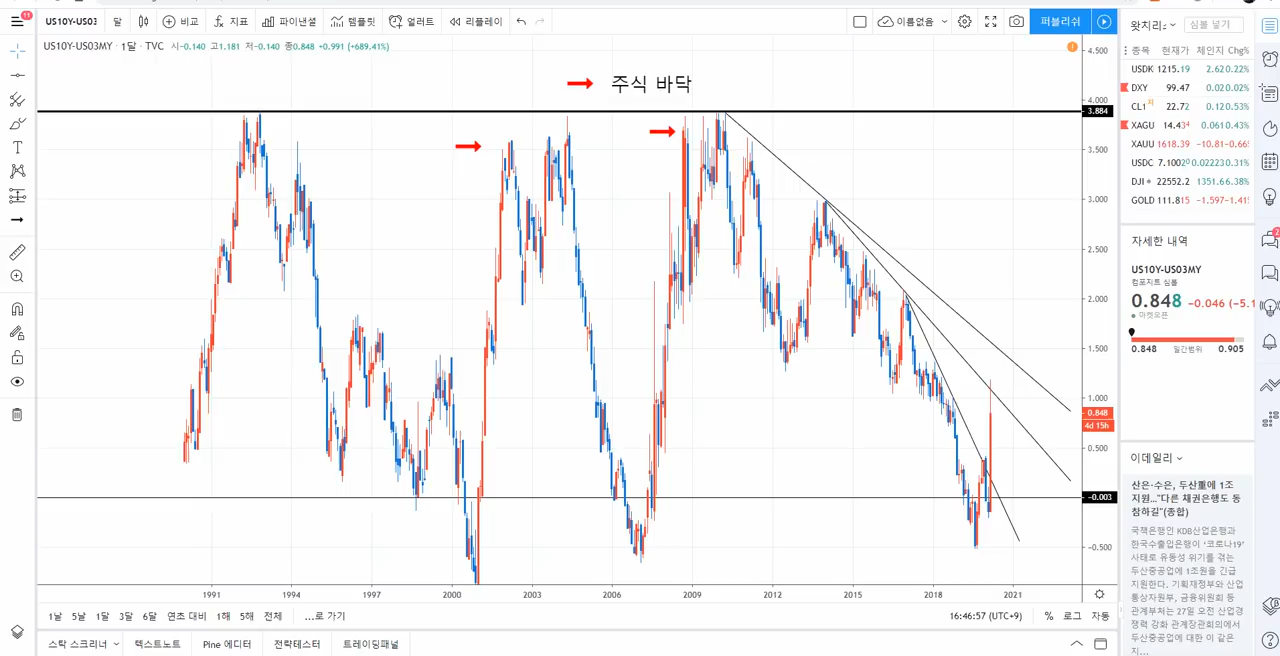 11
US10Y-US03
달
비교
지표
파이낸셜
템플릿
얼러트
리플레이
이름없음
퍼블리쉬
US10Y-US03MY · 1달 · TVC 시-0.140 고1.181 저-0.140 종0.848 +0.991 (+689.41%)
주식 바닥
4.500
4.000
3.884
3.500
3.000
2.500
2.000
1.500
1.000
0.848
4d 15h
0.500
-0.003
-0.500
1991 1994 1997 2000 2003 2006 2009 2012 2015 2018 2021
1날 5날 1달 3달 6달 연초 대비 1해 5해 전체 ...로 가기
16:46:57 (UTC+9) % 로그 자동
스탁 스크리너 텍스트노트 Pine 에디터 전략테스터 트레이딩패널
왓치리스 심볼 넣기
종목 현재가 체인지 Chg%
USDK 1215.19 2.62 0.22%
DXY 99.47 0.02 0.02%
CL1 지 22.72 0.12 0.53%
XAGU 14.434 0.061 0.43%
XAUU 1618.39 -10.81 -0.66
USDC 7.1002 0.0222 0.31%
DJI 22552.2 1351.6 6.38%
GOLD 111.815 -1.597 -1.41
자세한 내역
US10Y-US03MY
컴포지트 심볼
0.848 -0.046 (-5.1
마켓오픈
0.848 일간범위 0.905
이데일리
산은·수은, 두산重에 1조
지원..."다른 채권은행도 동
참하길"(종합)
국책은행인 KDB산업은행과
한국수출입은행이 '코로나19'
사태로 유동성 위기를 겪는
두산중공업에 1조원을 긴급
지원한다. 기획재정부와 산업
통상자원부, 금융위원회 등
관계부처는 27일 오전 산업경
쟁력 강화 관계장관회의에서
두산중공업에 대한 이 같은
지...